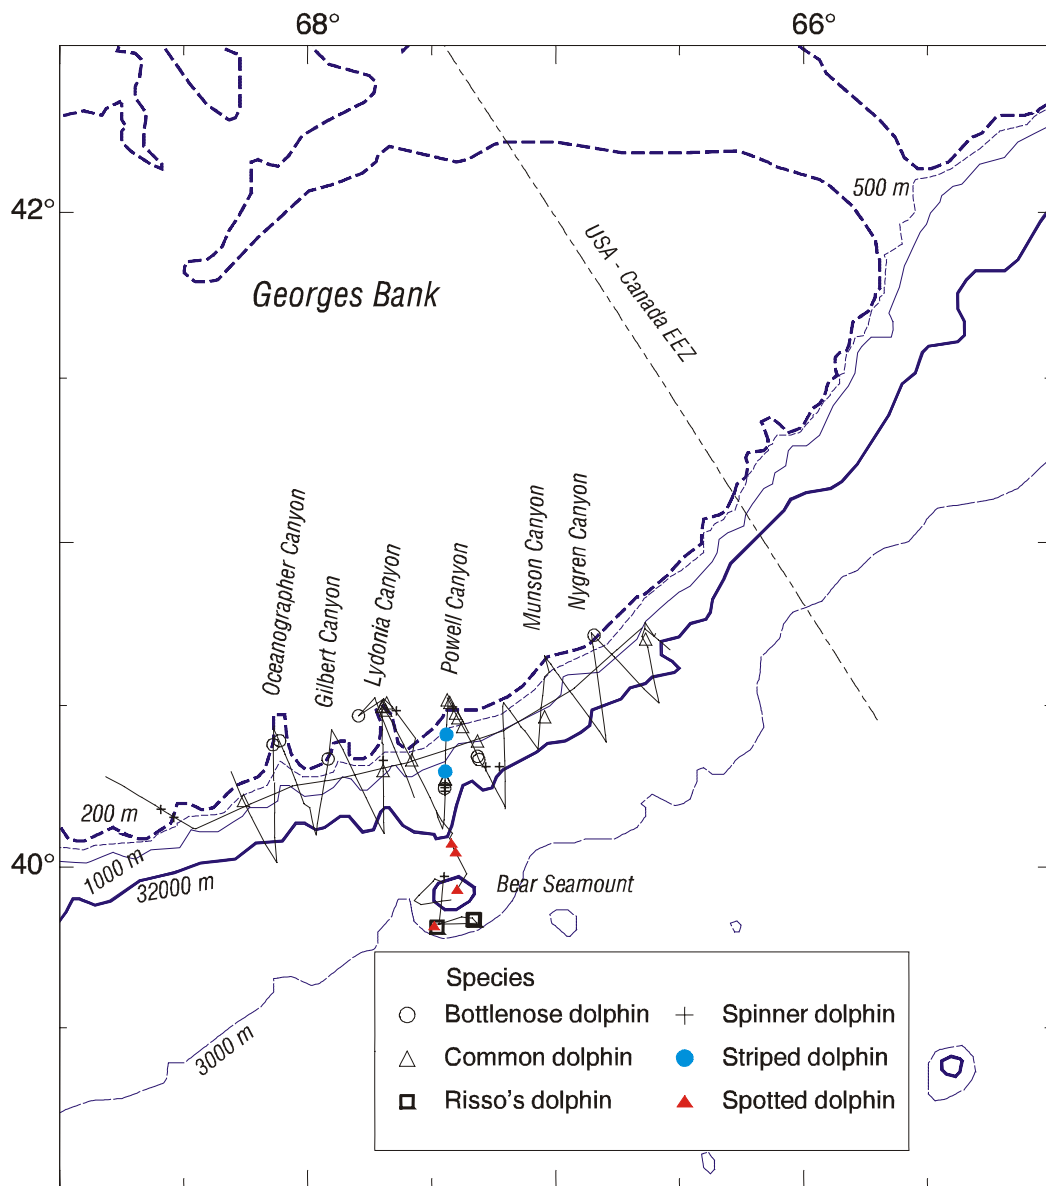 68° 66°
500 m
42°
USA - Canada EEZ
Georges Bank
Oceanographer Canyon
Gilbert Canyon
Lydonia Canyon
Powell Canyon
Munson Canyon
Nygren Canyon
200 m
1000 m
40°
32000 m
Bear Seamount
3000 m
Species
Bottlenose dolphin
Spinner dolphin
Common dolphin
Striped dolphin
Risso's dolphin
Spotted dolphin